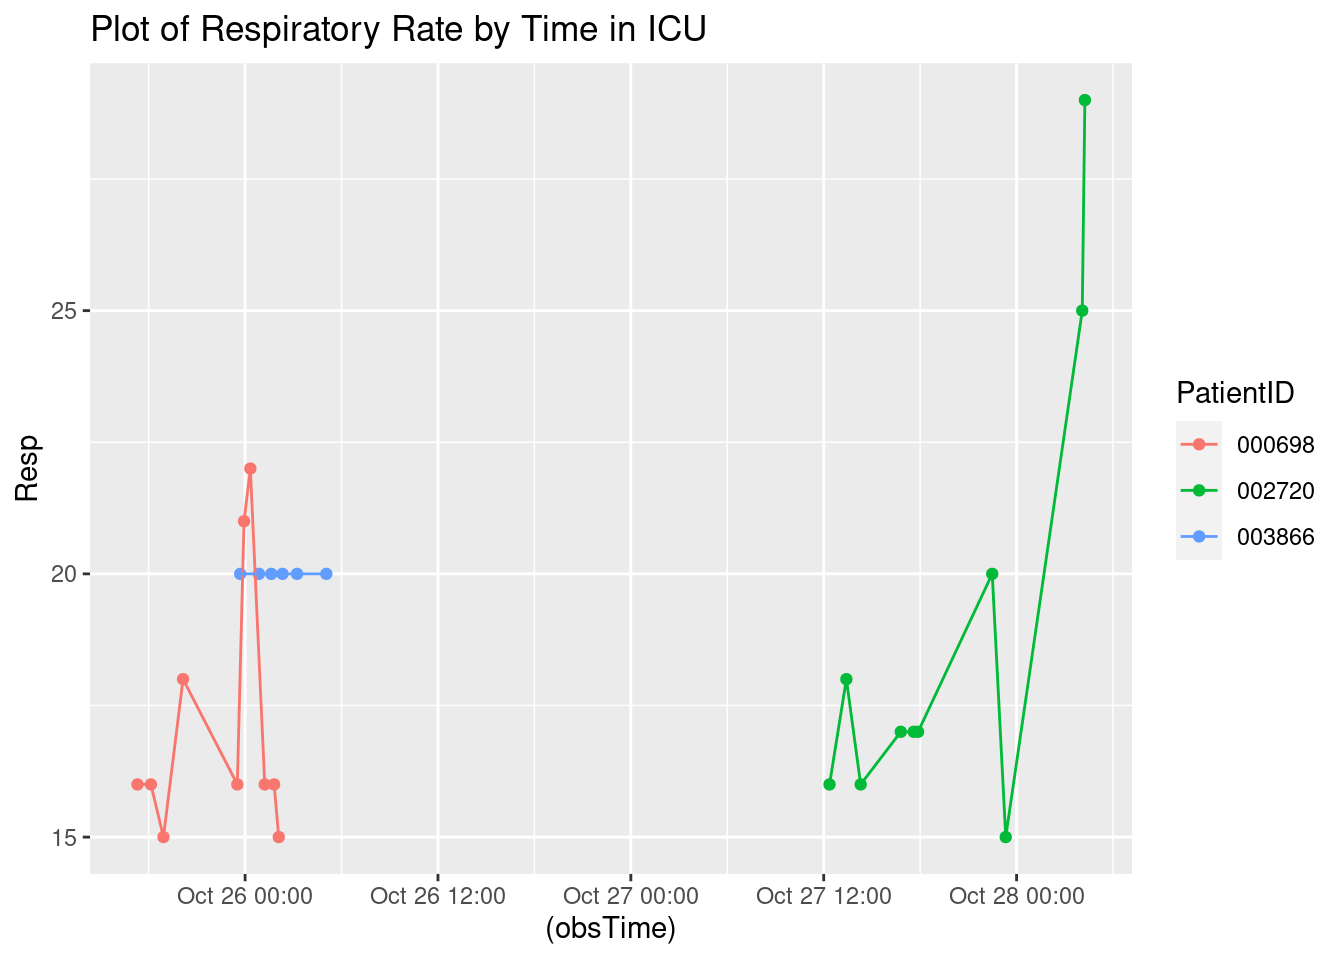 Plot of Respiratory Rate by Time in ICU
Resp
25
20
15
Oct 26 00:00
Oct 26 12:00
Oct 27 00:00
Oct 27 12:00
Oct 28 00:00
(obsTime)
PatientID
000698
002720
003866